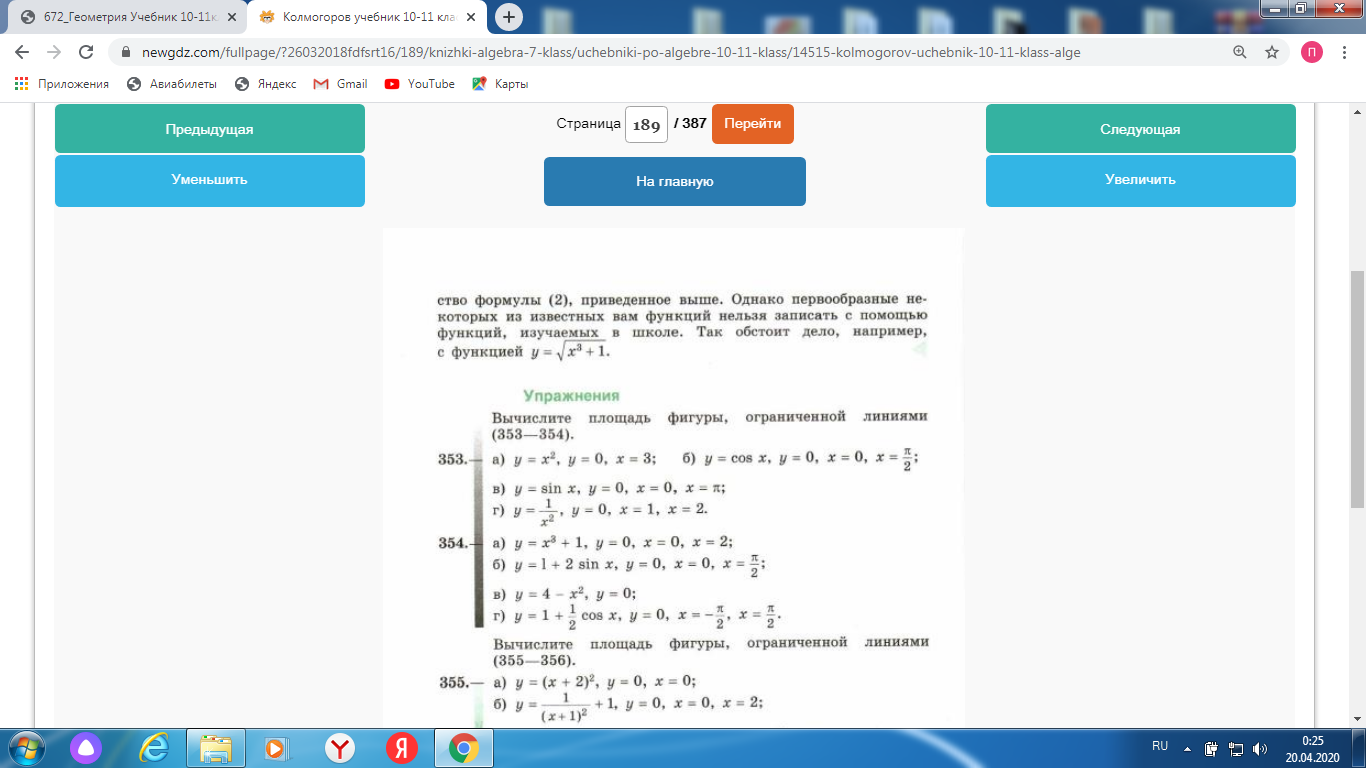 672_Геометрия Учебник 10-11к
Колмогоров учебник 10-11 кла
newgdz.com/fullpage/?26032018fdfsrt16/189/knizhki-algebra-7-klass/uchebniki-po-algebre-10-11-klass/14515-kolmogorov-uchebnik-10-11-klass-alge
П
Приложения Авиабилеты Яндекс Gmail YouTube Карты
Предыдущая
Страница 189 / 387 Перейти
Следующая
Уменьшить
На главную
Увеличить
ство формулы (2), приведенное выше. Однако первообразные не-
которых из известных вам функций нельзя записать с помощью
функций, изучаемых в школе. Так обстоит дело, например,
с функцией y = √(x³ + 1).
Упражнения
Вычислите площадь фигуры, ограниченной линиями
(353—354).
353.— а) y = x², y = 0, x = 3; б) y = cos x, y = 0, x = 0, x = π/2;
в) y = sin x, y = 0, x = 0, x = π;
г) y = 1/x², y = 0, x = 1, x = 2.
354.— а) y = x³ + 1, y = 0, x = 0, x = 2;
б) y = 1 + 2 sin x, y = 0, x = 0, x = π/2;
в) y = 4 – x², y = 0;
г) y = 1 + 1/2 cos x, y = 0, x = –π/2, x = π/2.
Вычислите площадь фигуры, ограниченной линиями
(355—356).
355.— а) y = (x + 2)², y = 0, x = 0;
б) y = 1/(x + 1)² + 1, y = 0, x = 0, x = 2;
RU
0:25
20.04.2020